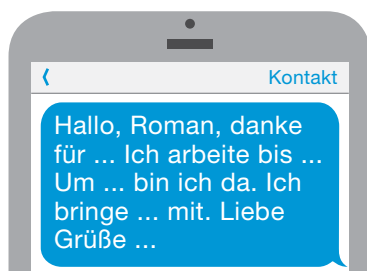 Kontakt
Hallo, Roman, danke
für ... Ich arbeite bis ...
Um ... bin ich da. Ich
bringe ... mit. Liebe
Grüße ...